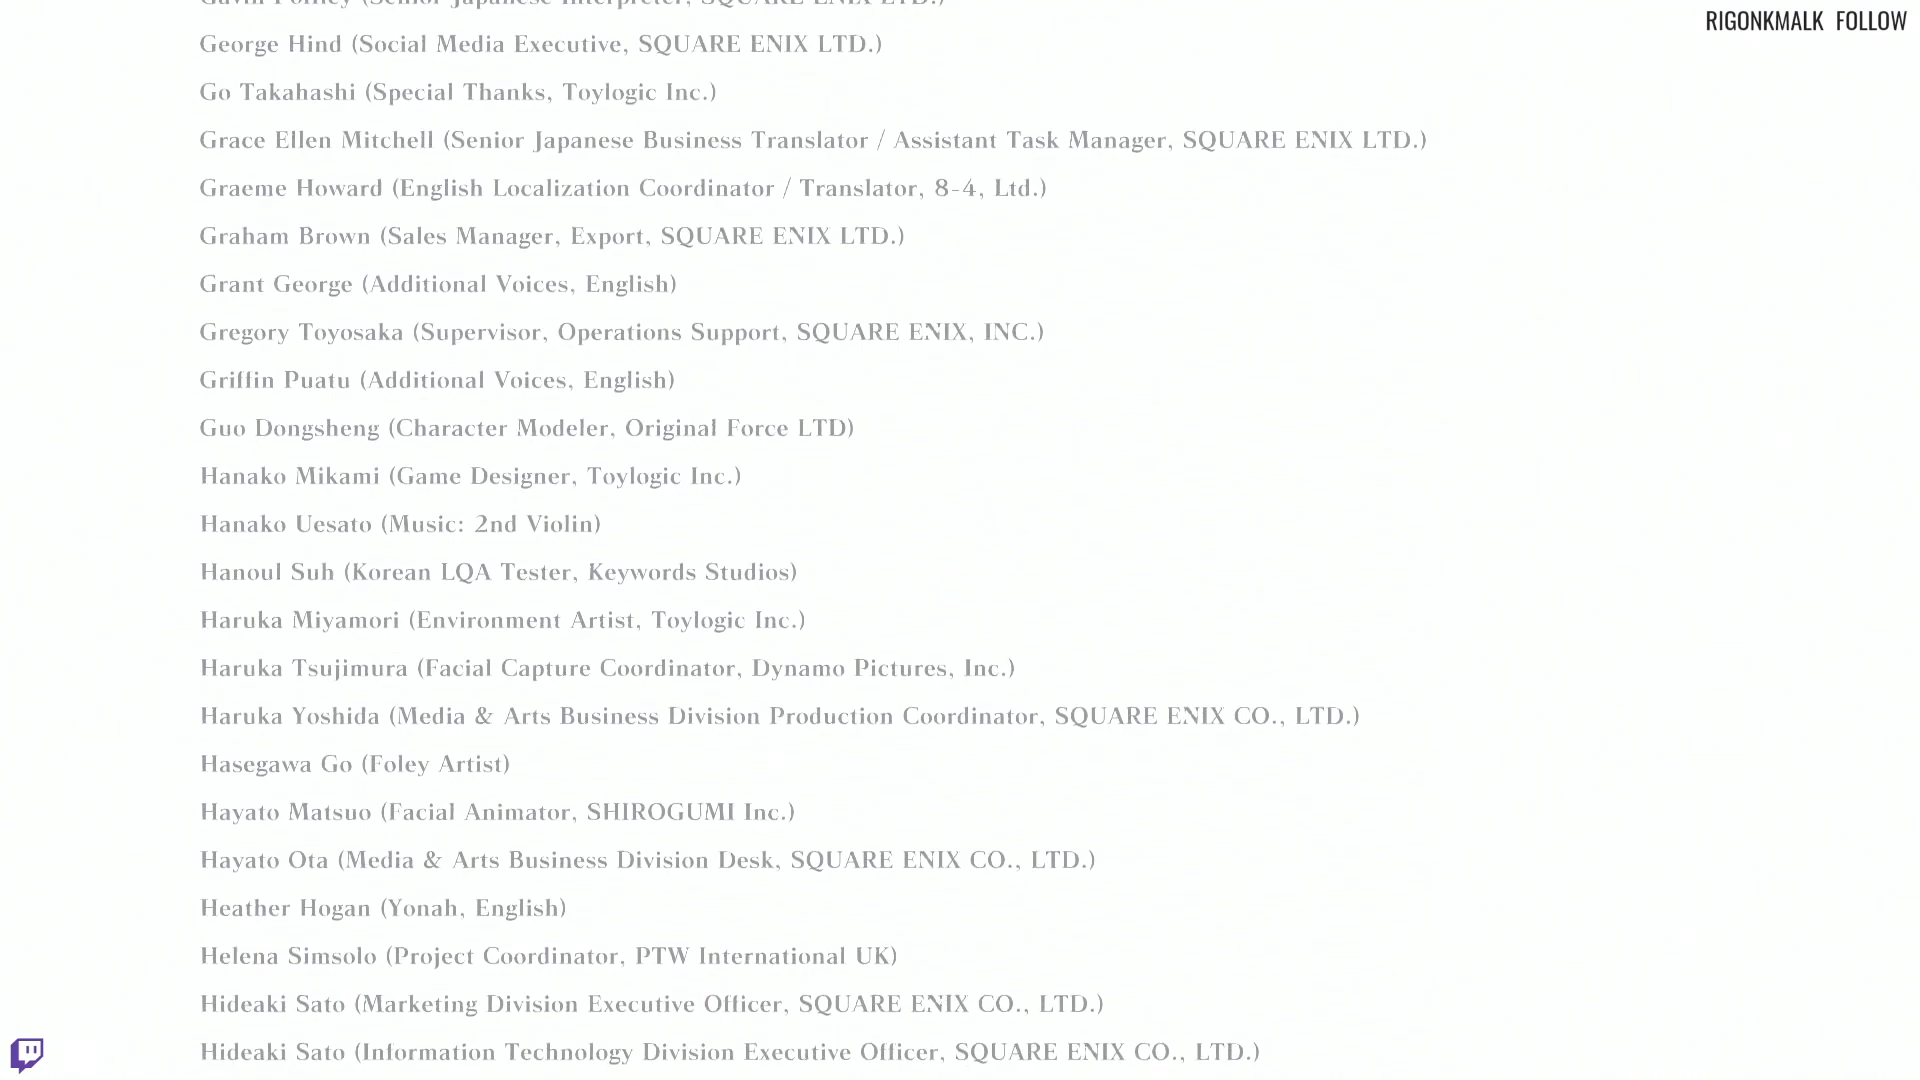 George Hind (Social Media Executive, SQUARE ENIX LTD.)
RIGONKMALK FOLLOW
Go Takahashi (Special Thanks, Toylogic Inc.)
Grace Ellen Mitchell (Senior Japanese Business Translator / Assistant Task Manager, SQUARE ENIX LTD.)
Graeme Howard (English Localization Coordinator / Translator, 8-4, Ltd.)
Graham Brown (Sales Manager, Export, SQUARE ENIX LTD.)
Grant George (Additional Voices, English)
Gregory Toyosaka (Supervisor, Operations Support, SQUARE ENIX, INC.)
Griffin Puatu (Additional Voices, English)
Guo Dongsheng (Character Modeler, Original Force LTD)
Hanako Mikami (Game Designer, Toylogic Inc.)
Hanako Uesato (Music: 2nd Violin)
Hanoul Suh (Korean LQA Tester, Keywords Studios)
Haruka Miyamori (Environment Artist, Toylogic Inc.)
Haruka Tsujimura (Facial Capture Coordinator, Dynamo Pictures, Inc.)
Haruka Yoshida (Media & Arts Business Division Production Coordinator, SQUARE ENIX CO., LTD.)
Hasegawa Go (Foley Artist)
Hayato Matsuo (Facial Animator, SHIROGUMI Inc.)
Hayato Ota (Media & Arts Business Division Desk, SQUARE ENIX CO., LTD.)
Heather Hogan (Yonah, English)
Helena Simsolo (Project Coordinator, PTW International UK)
Hideaki Sato (Marketing Division Executive Officer, SQUARE ENIX CO., LTD.)
Hideaki Sato (Information Technology Division Executive Officer, SQUARE ENIX CO., LTD.)